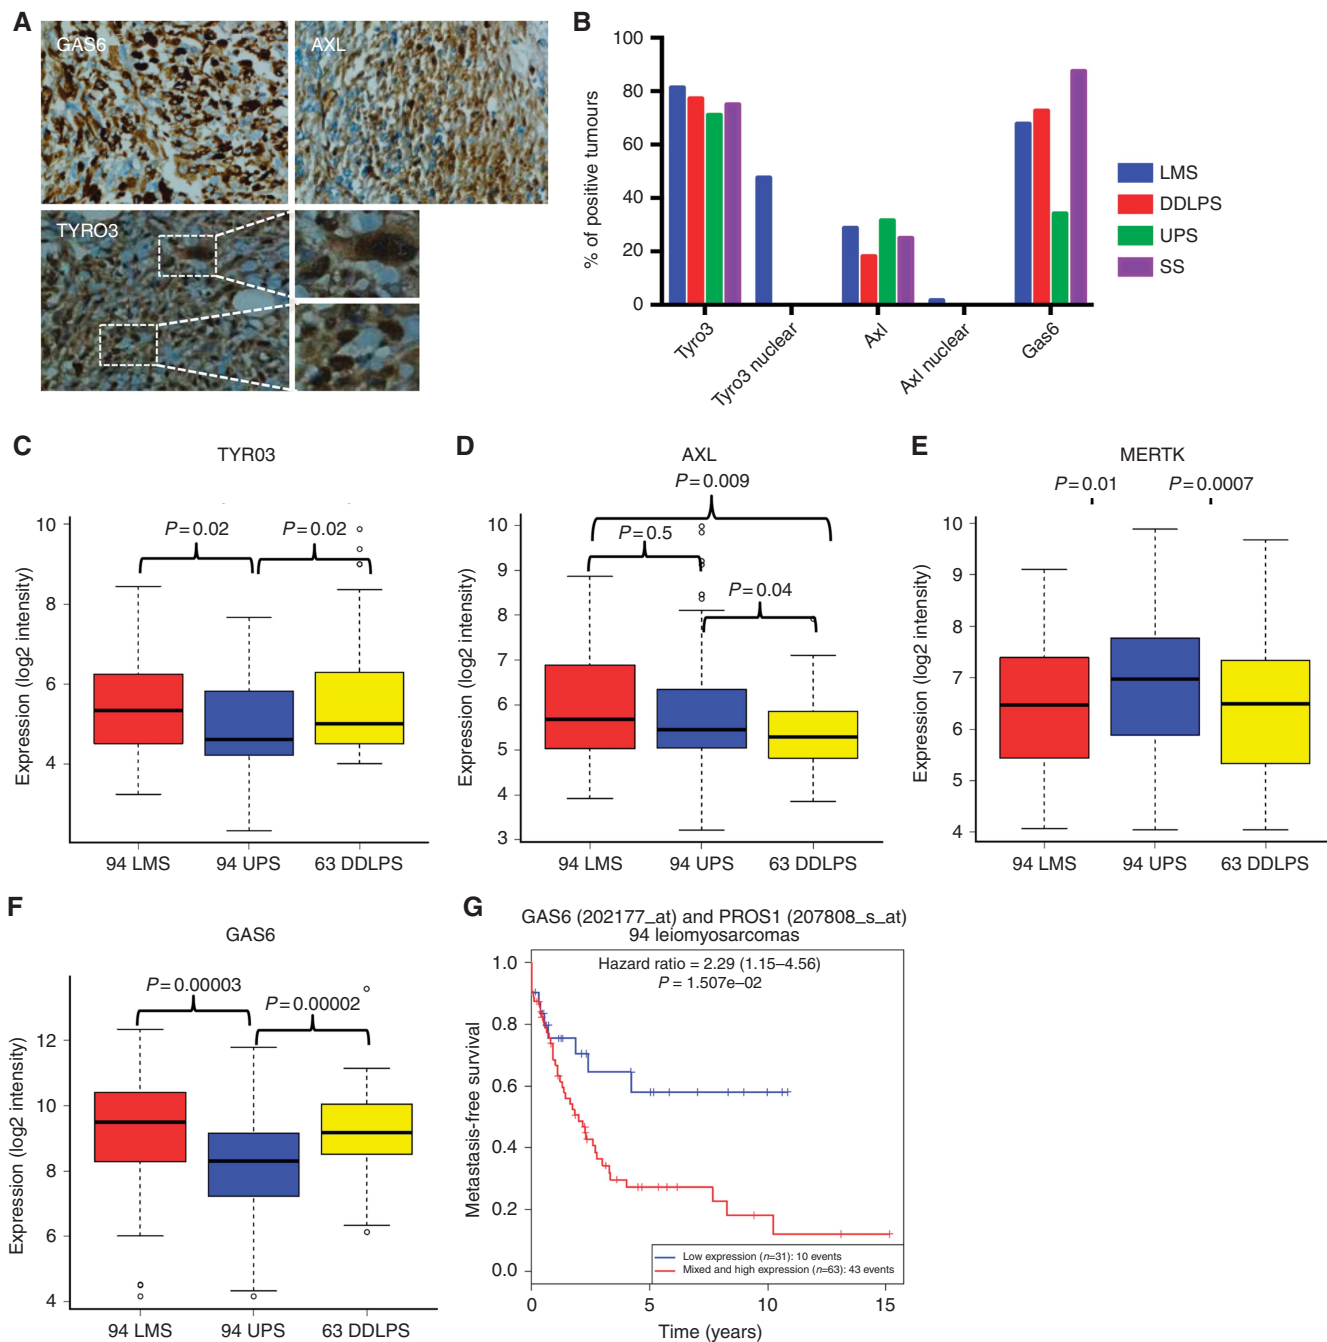 A
GAS6
AXL
TYRO3
B
% of positive tumours
100
80
60
40
20
0
Tyro3
Tyro3 nuclear
Axl
Axl nuclear
Gas6
LMS
DDLPS
UPS
SS
C
TYR03
P=0.02
P=0.02
Expression (log2 intensity)
10
8
6
4
94 LMS
94 UPS
63 DDLPS
D
AXL
P=0.009
P=0.5
P=0.04
Expression (log2 intensity)
10
9
8
7
6
5
4
3
94 LMS
94 UPS
63 DDLPS
E
MERTK
P=0.01
P=0.0007
Expression (log2 intensity)
10
9
8
7
6
5
4
94 LMS
94 UPS
63 DDLPS
F
GAS6
P=0.00003
P=0.00002
Expression (log2 intensity)
12
10
8
6
4
94 LMS
94 UPS
63 DDLPS
G
GAS6 (202177_at) and PROS1 (207808_s_at)
94 leiomyosarcomas
Hazard ratio = 2.29 (1.15–4.56)
P = 1.507e–02
Metastasis-free survival
1.0
0.8
0.6
0.4
0.2
0.0
Low expression (n=31): 10 events
Mixed and high expression (n=63): 43 events
0
5
10
15
Time (years)